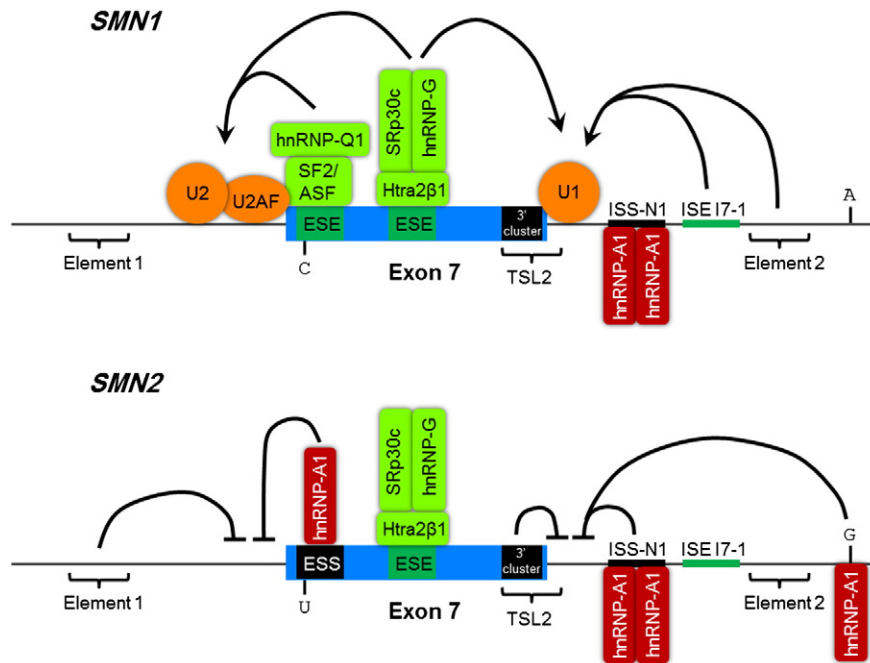 SMN1
SRp30c
hnRNP-G
hnRNP-Q1
SF2/
ASF
Htra2β1
U2
U2AF
U1
ESE
ESE
3'
cluster
ISS-N1
ISE I7-1
A
Element 1
C
Exon 7
TSL2
hnRNP-A1
hnRNP-A1
Element 2
SMN2
hnRNP-A1
SRp30c
hnRNP-G
Htra2β1
G
ESS
ESE
3'
cluster
ISS-N1
ISE I7-1
Element 1
U
Exon 7
TSL2
hnRNP-A1
hnRNP-A1
Element 2
hnRNP-A1